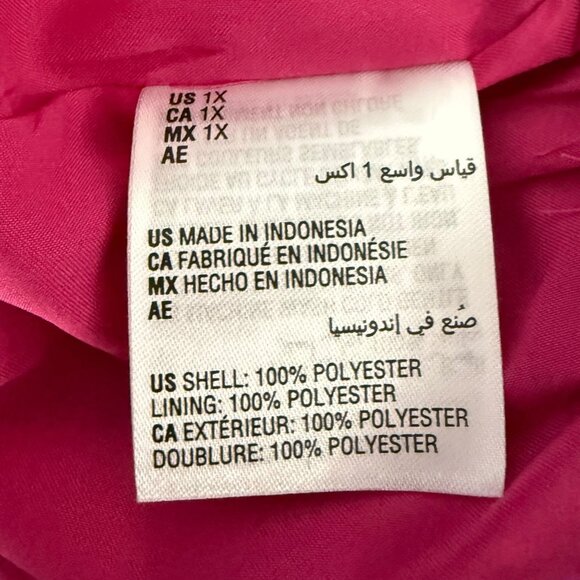 US 1X
CA 1X
MX 1X
AE
قياس واسع 1 اكس
US MADE IN INDONESIA
CA FABRIQUÉ EN INDONÉSIE
MX HECHO EN INDONESIA
AE
صُنع في إندونيسيا
US SHELL: 100% POLYESTER
LINING: 100% POLYESTER
CA EXTÉRIEUR: 100% POLYESTER
DOUBLURE: 100% POLYESTER